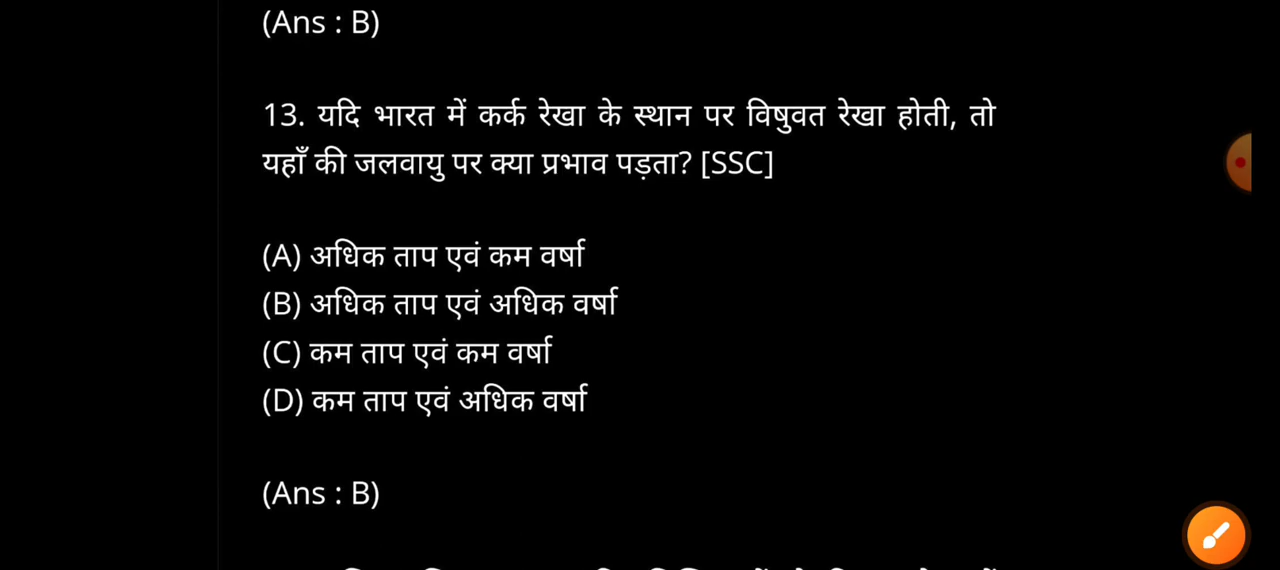 (Ans : B)
13. यदि भारत में कर्क रेखा के स्थान पर विषुवत रेखा होती, तो
यहाँ की जलवायु पर क्या प्रभाव पड़ता? [SSC]
(A) अधिक ताप एवं कम वर्षा
(B) अधिक ताप एवं अधिक वर्षा
(C) कम ताप एवं कम वर्षा
(D) कम ताप एवं अधिक वर्षा
(Ans : B)